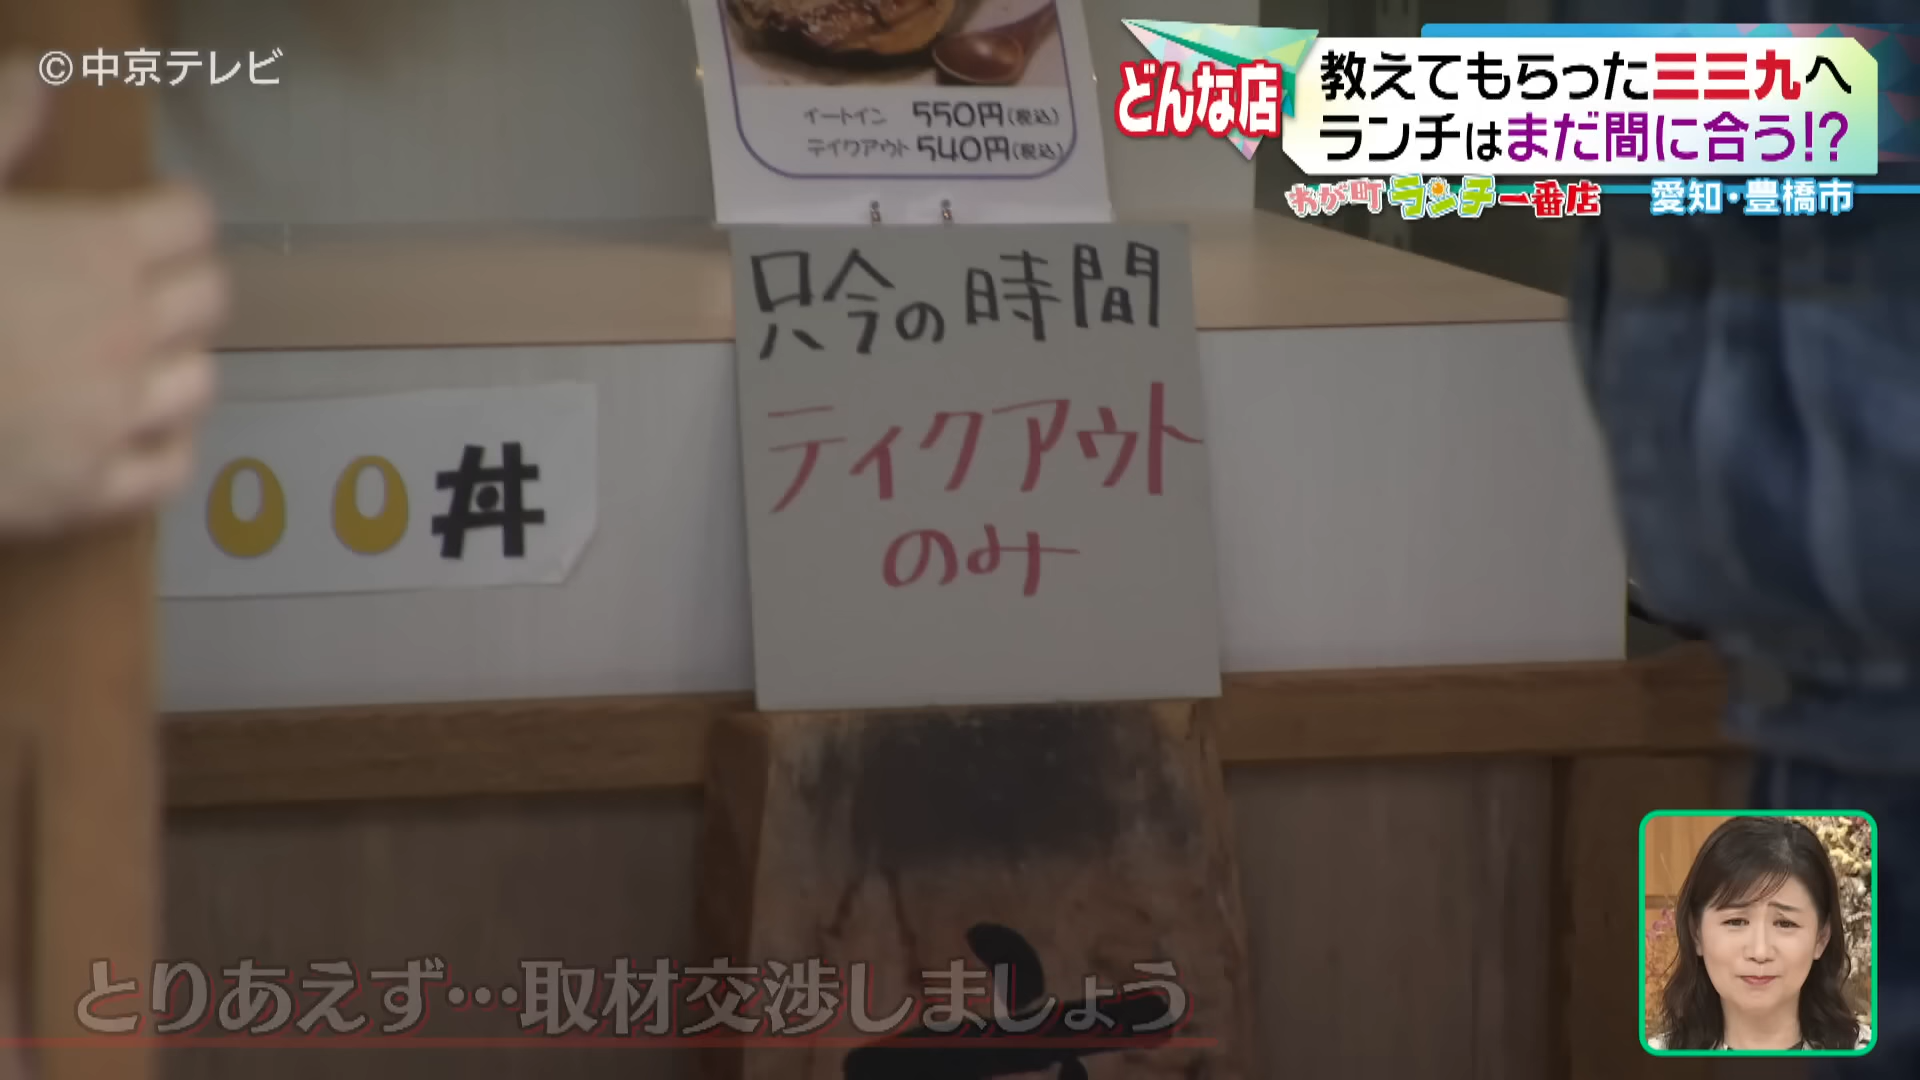 ©中京テレビ
どんな店
教えてもらった三三九へ
ランチはまだ間に合う!?
わが町ランチ一番店
愛知・豊橋市
イートイン 550円(税込)
テイクアウト 540円(税込)
只今の時間
テイクアウト
のみ
00丼
とりあえず…取材交渉しましょう